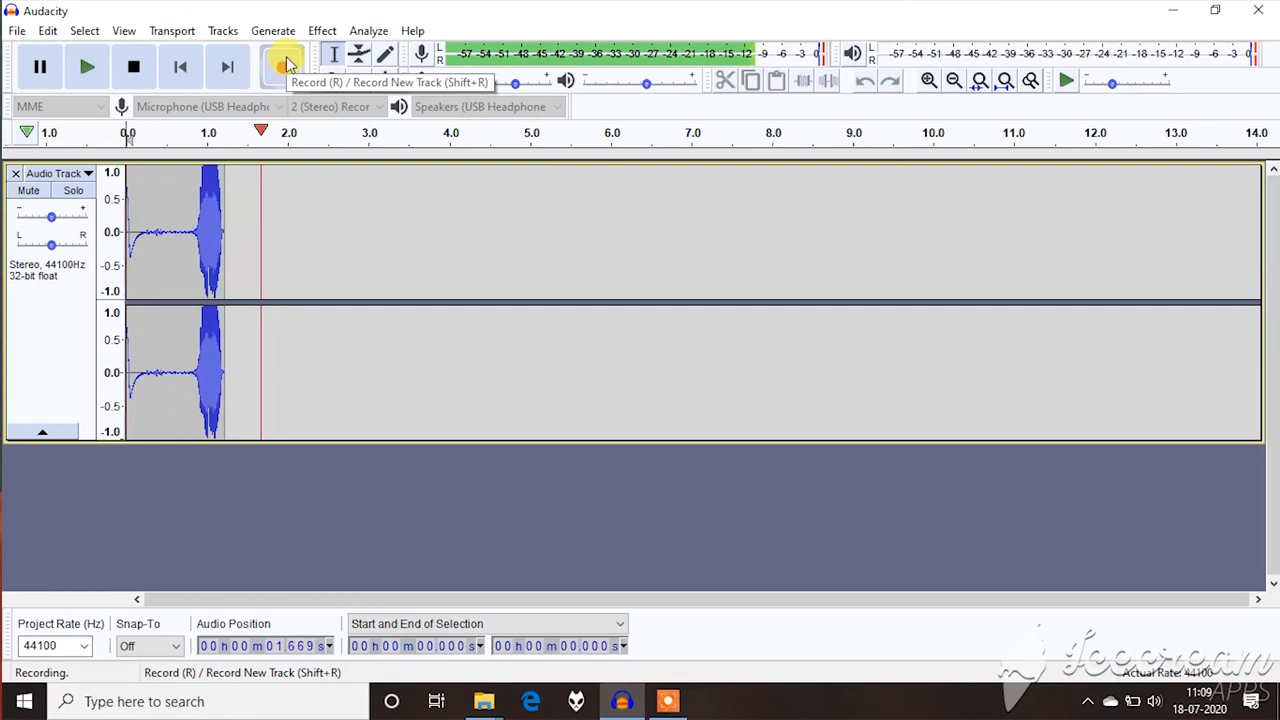 Audacity
File Edit Select View Transport Tracks Generate Effect Analyze Help
L R -57 -54 -51 -48 -45 -42 -39 -36 -33 -30 -27 -24 -21 -18 -15 -12 -9 -6 -3 0
L R -57 -54 -51 -48 -45 -42 -39 -36 -33 -30 -27 -24 -21 -18 -15 -12 -9 -6 -3 0
Record (R) / Record New Track (Shift+R)
MME Microphone (USB Headph 2 (Stereo) Recor Speakers (USB Headphone
1.0 0.0 1.0 2.0 3.0 4.0 5.0 6.0 7.0 8.0 9.0 10.0 11.0 12.0 13.0 14.0
Audio Track
Mute Solo
- +
L R
Stereo, 44100Hz
32-bit float
1.0
0.5
0.0
-0.5
-1.0
1.0
0.5
0.0
-0.5
-1.0
Project Rate (Hz) Snap-To Audio Position Start and End of Selection
44100 Off 00 h 00 m 01.669 s 00 h 00 m 00.000 s 00 h 00 m 00.000 s
Recording. Record (R) / Record New Track (Shift+R) Actual Rate: 44100
Icecream
APPS
Type here to search
11:09
18-07-2020